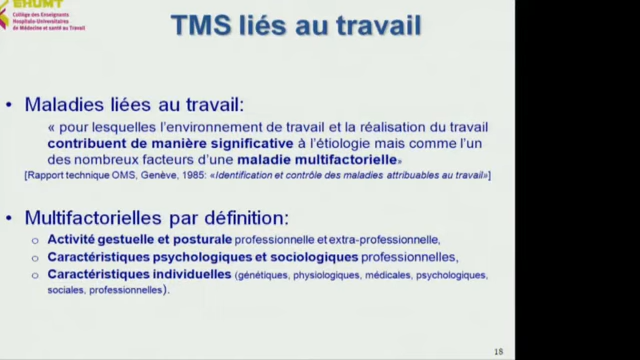 EHUMT
Collège des Enseignants
Hospitalo-Universitaires
de Médecine et santé au Travail
TMS liés au travail
• Maladies liées au travail:
« pour lesquelles l'environnement de travail et la réalisation du travail
contribuent de manière significative à l'étiologie mais comme l'un
des nombreux facteurs d'une maladie multifactorielle»
[Rapport technique OMS, Genève, 1985: «Identification et contrôle des maladies attribuables au travail»]
• Multifactorielles par définition:
o Activité gestuelle et posturale professionnelle et extra-professionnelle,
o Caractéristiques psychologiques et sociologiques professionnelles,
o Caractéristiques individuelles (génétiques, physiologiques, médicales, psychologiques,
sociales, professionnelles).
18